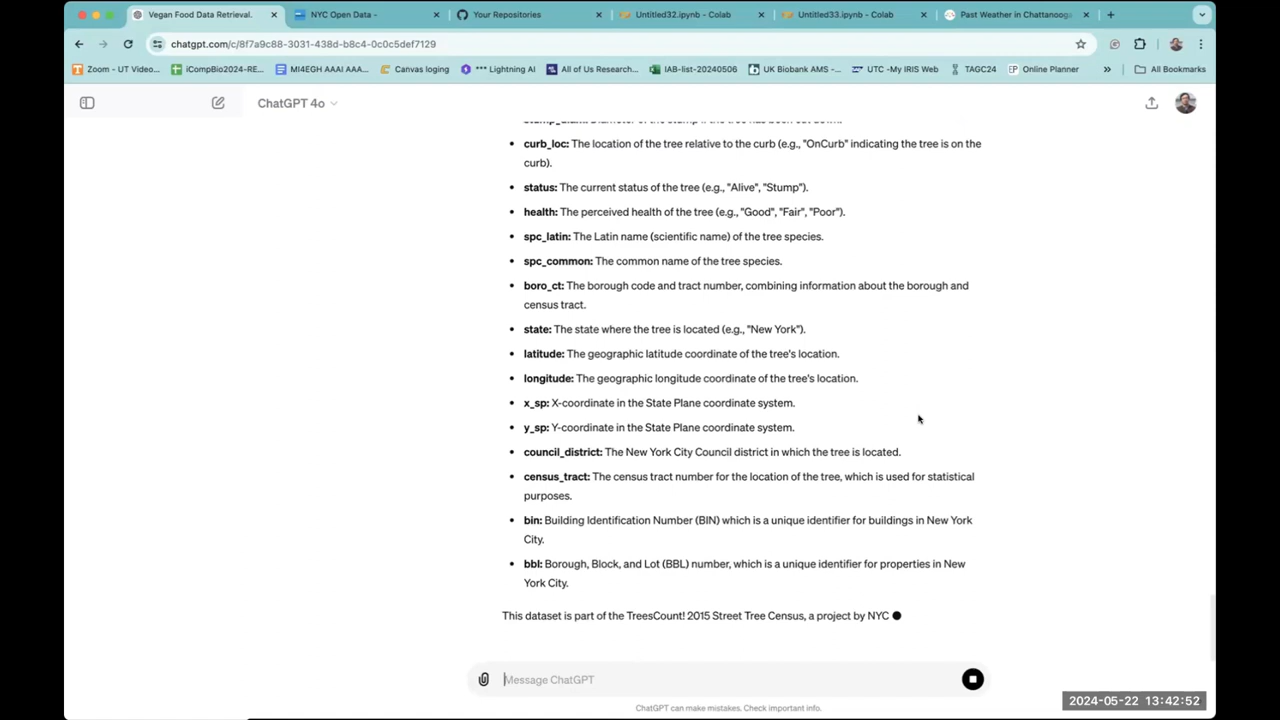 Vegan Food Data Retrieval.
NYC Open Data -
Your Repositories
Untitled32.ipynb - Colab
Untitled33.ipynb - Colab
Past Weather in Chattanooga
chatgpt.com/c/8f7a9c88-3031-438d-b8c4-0c0c5def7129
Zoom - UT Video...
iCompBio2024-RE...
MI4EGH AAAI AAA...
Canvas loging
*** Lightning AI
All of Us Research...
IAB-list-20240506
UK Biobank AMS -...
UTC -My IRIS Web
TAGC24
Online Planner
»
All Bookmarks
ChatGPT 4o
curb_loc: The location of the tree relative to the curb (e.g., "OnCurb" indicating the tree is on the
curb).
status: The current status of the tree (e.g., "Alive", "Stump").
health: The perceived health of the tree (e.g., "Good", "Fair", "Poor").
spc_latin: The Latin name (scientific name) of the tree species.
spc_common: The common name of the tree species.
boro_ct: The borough code and tract number, combining information about the borough and
census tract.
state: The state where the tree is located (e.g., "New York").
latitude: The geographic latitude coordinate of the tree's location.
longitude: The geographic longitude coordinate of the tree's location.
x_sp: X-coordinate in the State Plane coordinate system.
y_sp: Y-coordinate in the State Plane coordinate system.
council_district: The New York City Council district in which the tree is located.
census_tract: The census tract number for the location of the tree, which is used for statistical
purposes.
bin: Building Identification Number (BIN) which is a unique identifier for buildings in New York
City.
bbl: Borough, Block, and Lot (BBL) number, which is a unique identifier for properties in New
York City.
This dataset is part of the TreesCount! 2015 Street Tree Census, a project by NYC
Message ChatGPT
ChatGPT can make mistakes. Check important info.
2024-05-22 13:42:52